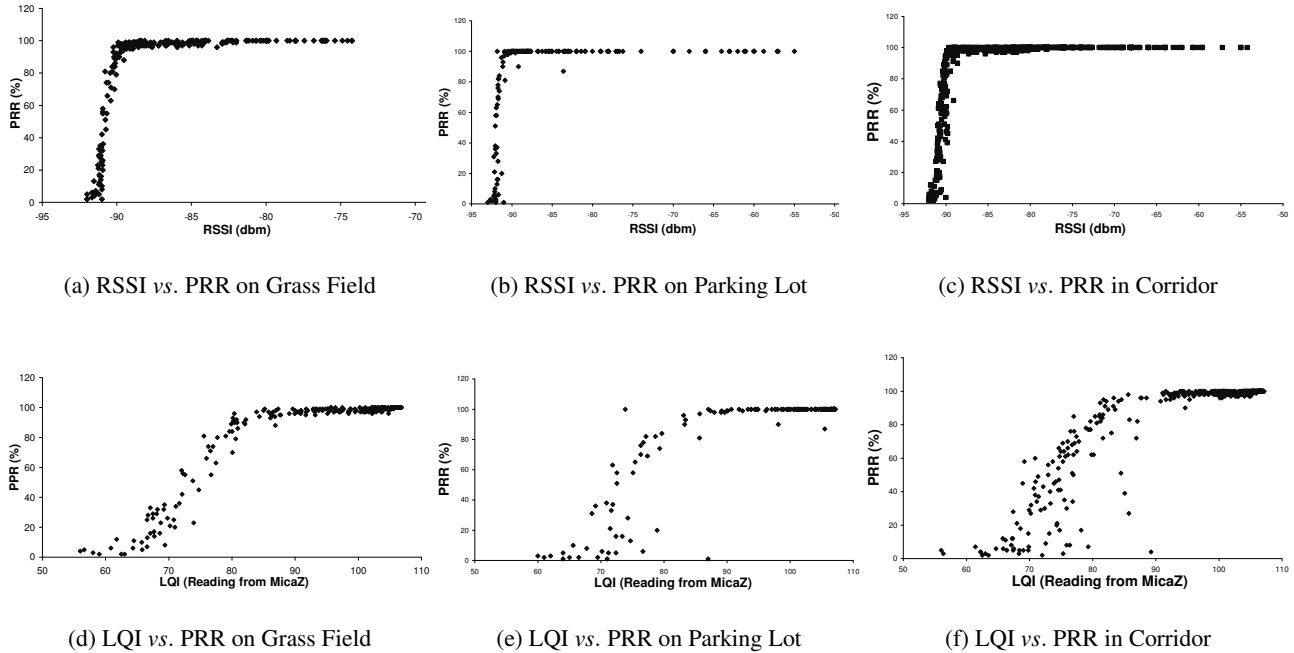 120
100
80
60
40
20
0
PRR (%)
-95 -90 -85 -80 -75 -70
RSSI (dbm)
(a) RSSI vs. PRR on Grass Field
120
100
80
60
40
20
0
PRR (%)
-95 -90 -85 -80 -75 -70 -65 -60 -55 -50
RSSI (dbm)
(b) RSSI vs. PRR on Parking Lot
120
100
80
60
40
20
0
PRR (%)
-95 -90 -85 -80 -75 -70 -65 -60 -55 -50
RSSI (dbm)
(c) RSSI vs. PRR in Corridor
120
100
80
60
40
20
0
PPR (%)
50 60 70 80 90 100 110
LQI (Reading from MicaZ)
(d) LQI vs. PRR on Grass Field
120
100
80
60
40
20
0
PRR (%)
50 60 70 80 90 100 110
LQI (Reading from MicaZ)
(e) LQI vs. PRR on Parking Lot
120
100
80
60
40
20
0
PRR (%)
50 60 70 80 90 100 110
LQI (Reading from MicaZ)
(f) LQI vs. PRR in Corridor